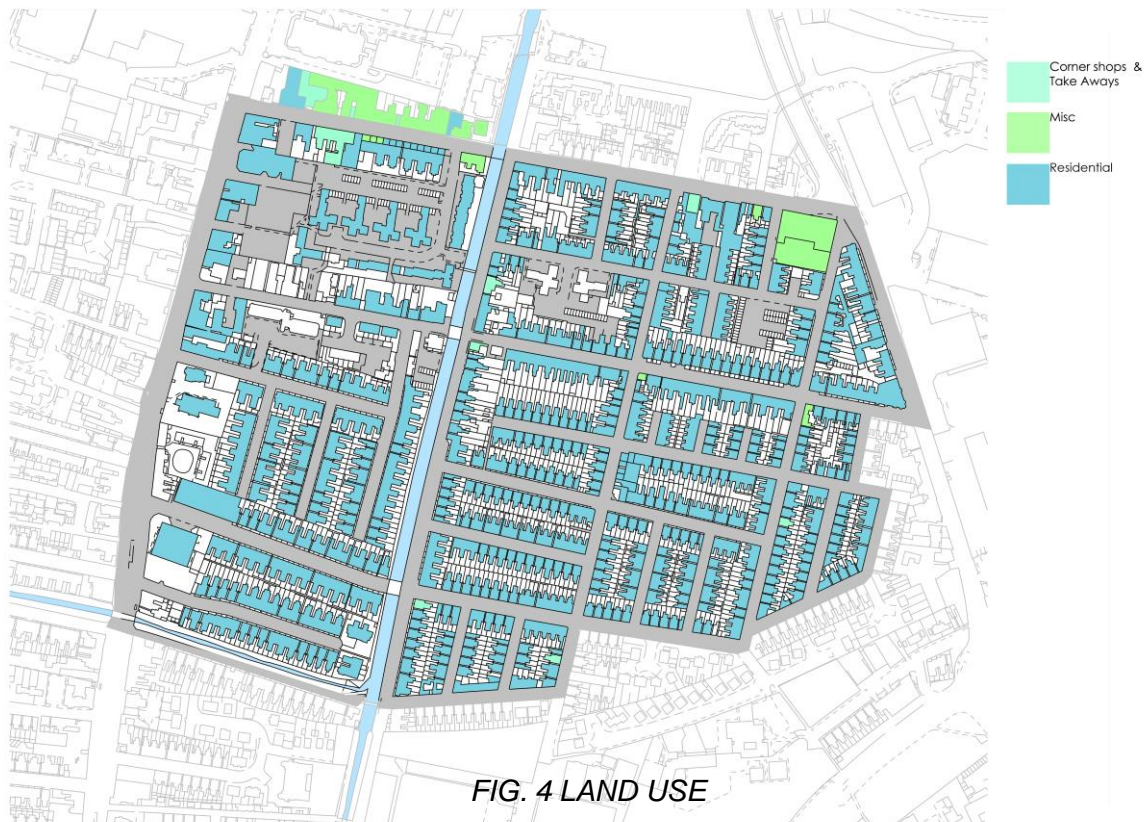 Corner shops &
Take Aways
Misc
Residential
FIG. 4 LAND USE